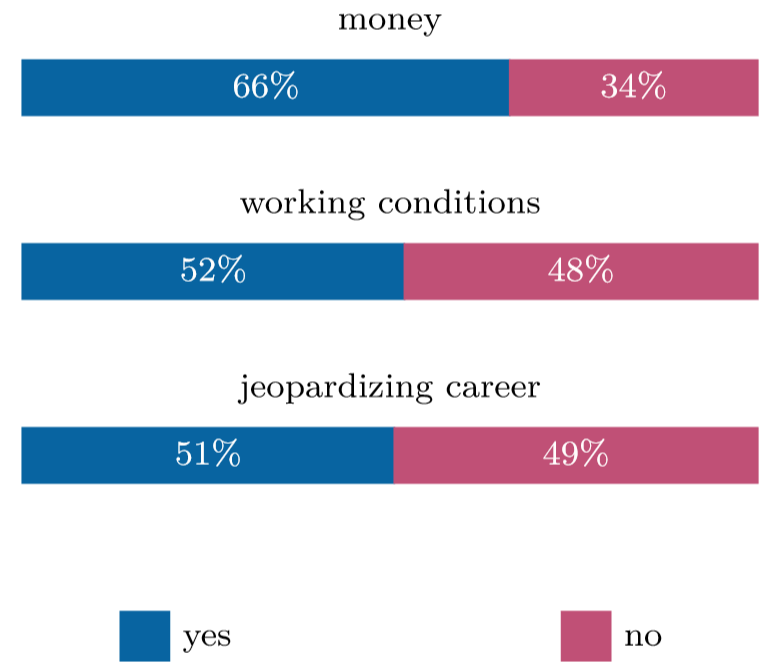 money
66% 34%
working conditions
52% 48%
jeopardizing career
51% 49%
yes no